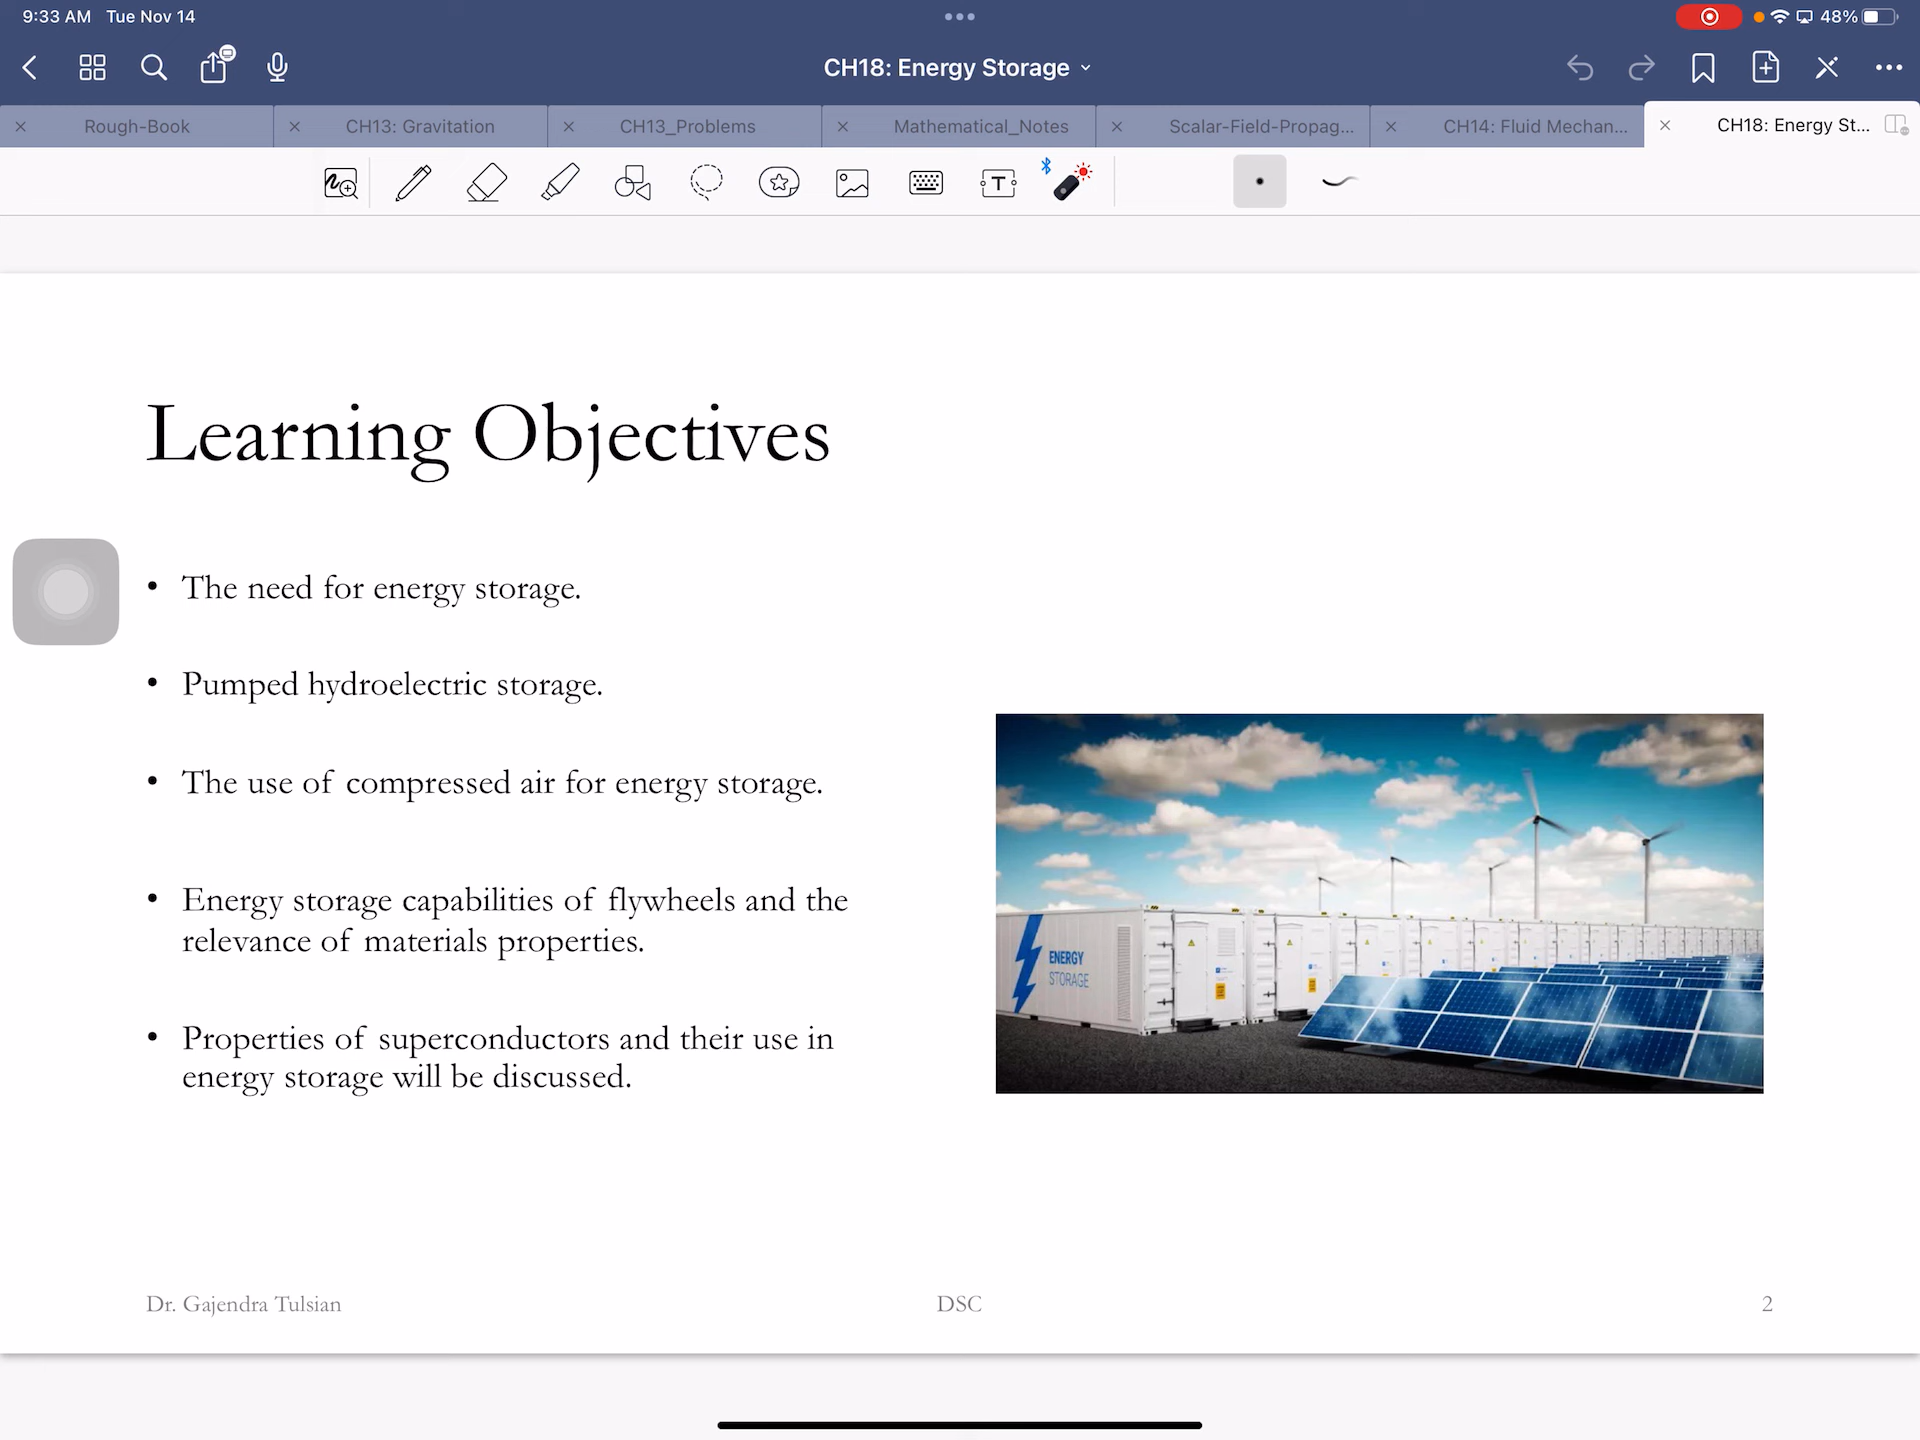 9:33 AM Tue Nov 14
48%
CH18: Energy Storage
Rough-Book
CH13: Gravitation
CH13_Problems
Mathematical_Notes
Scalar-Field-Propag...
CH14: Fluid Mechan...
CH18: Energy St...
T
Learning Objectives
• The need for energy storage.
• Pumped hydroelectric storage.
• The use of compressed air for energy storage.
• Energy storage capabilities of flywheels and the
relevance of materials properties.
• Properties of superconductors and their use in
energy storage will be discussed.
ENERGY
STORAGE
Dr. Gajendra Tulsian
DSC
2